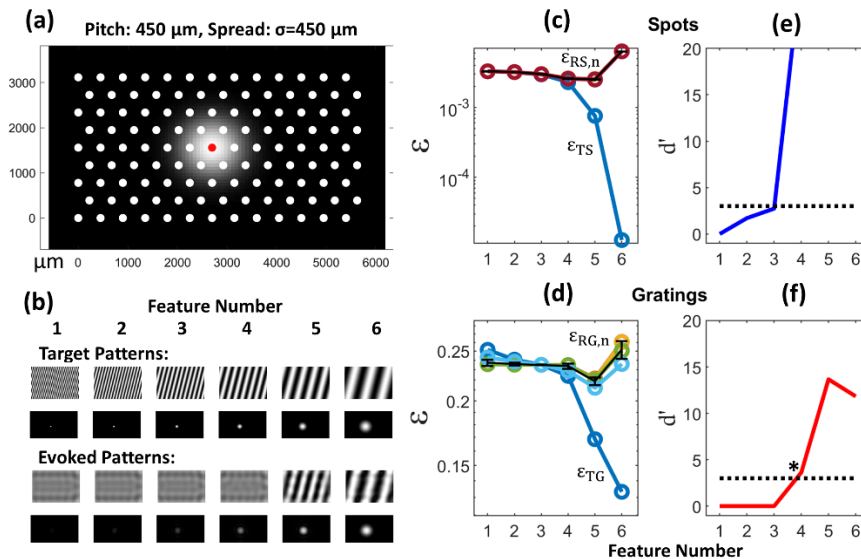 (a)
Pitch: 450 μm, Spread: σ=450 μm
3000
2000
1000
0
μm
0 1000 2000 3000 4000 5000 6000
(b)
Feature Number
1 2 3 4 5 6
Target Patterns:
Evoked Patterns:
(c)
Spots
εRS,n
εTS
10-3
10-4
ε
1 2 3 4 5 6
(e)
20
15
10
5
0
d'
1 2 3 4 5 6
(d)
Gratings
εRG,n
εTG
0.25
0.2
0.15
ε
1 2 3 4 5 6
(f)
20
15
10
5
0
d'
*
1 2 3 4 5 6
Feature Number